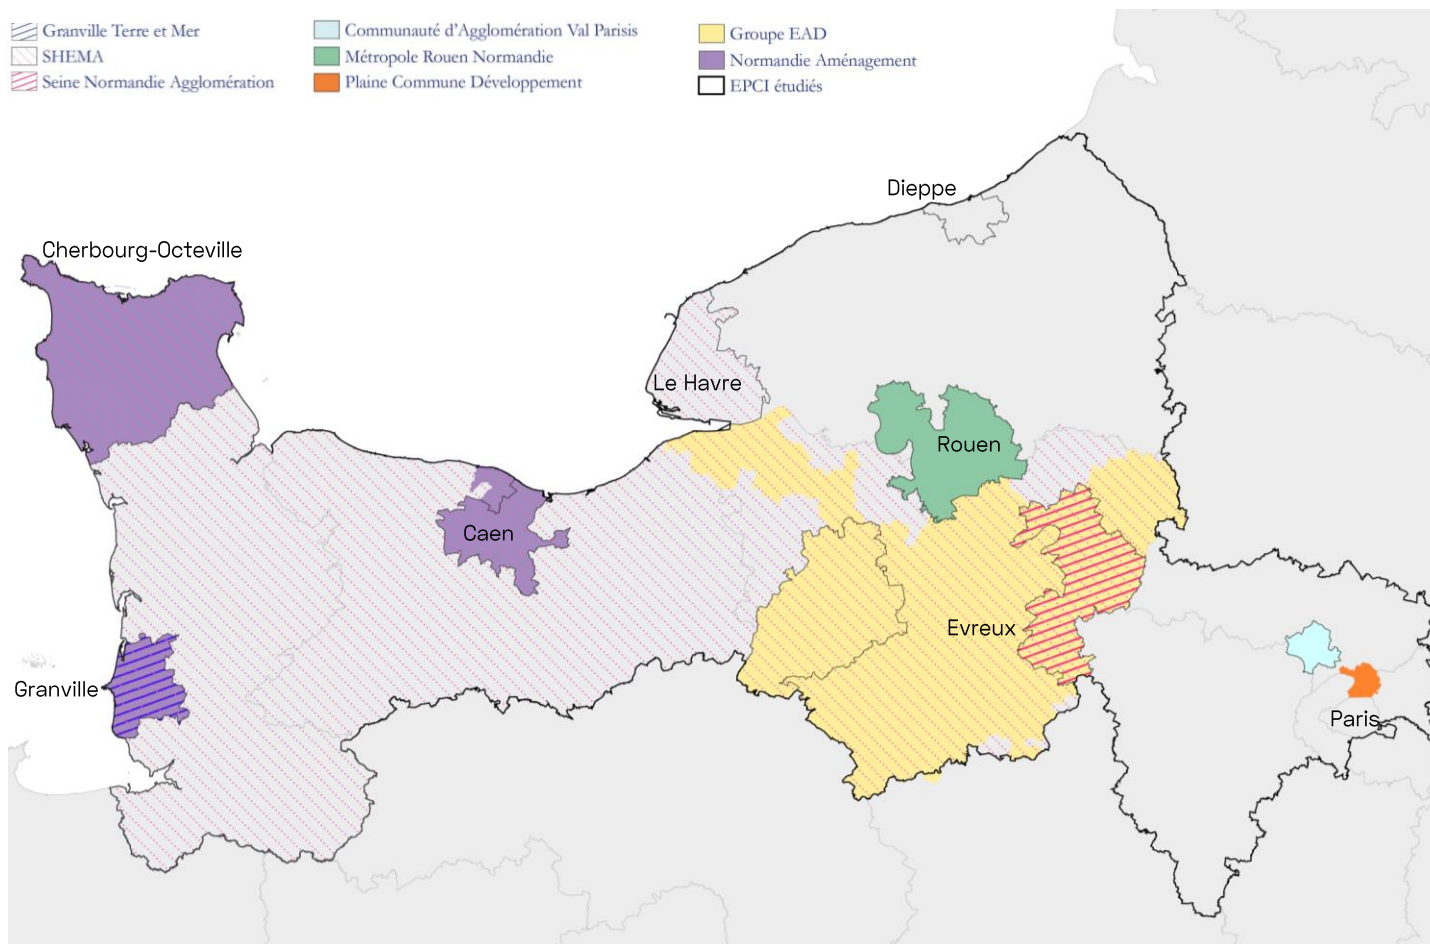 Granville Terre et Mer
SHEMA
Seine Normandie Agglomération
Communauté d'Agglomération Val Parisis
Métropole Rouen Normandie
Plaine Commune Développement
Groupe EAD
Normandie Aménagement
EPCI étudiés
Dieppe
Cherbourg-Octeville
Le Havre
Rouen
Caen
Evreux
Granville
Paris